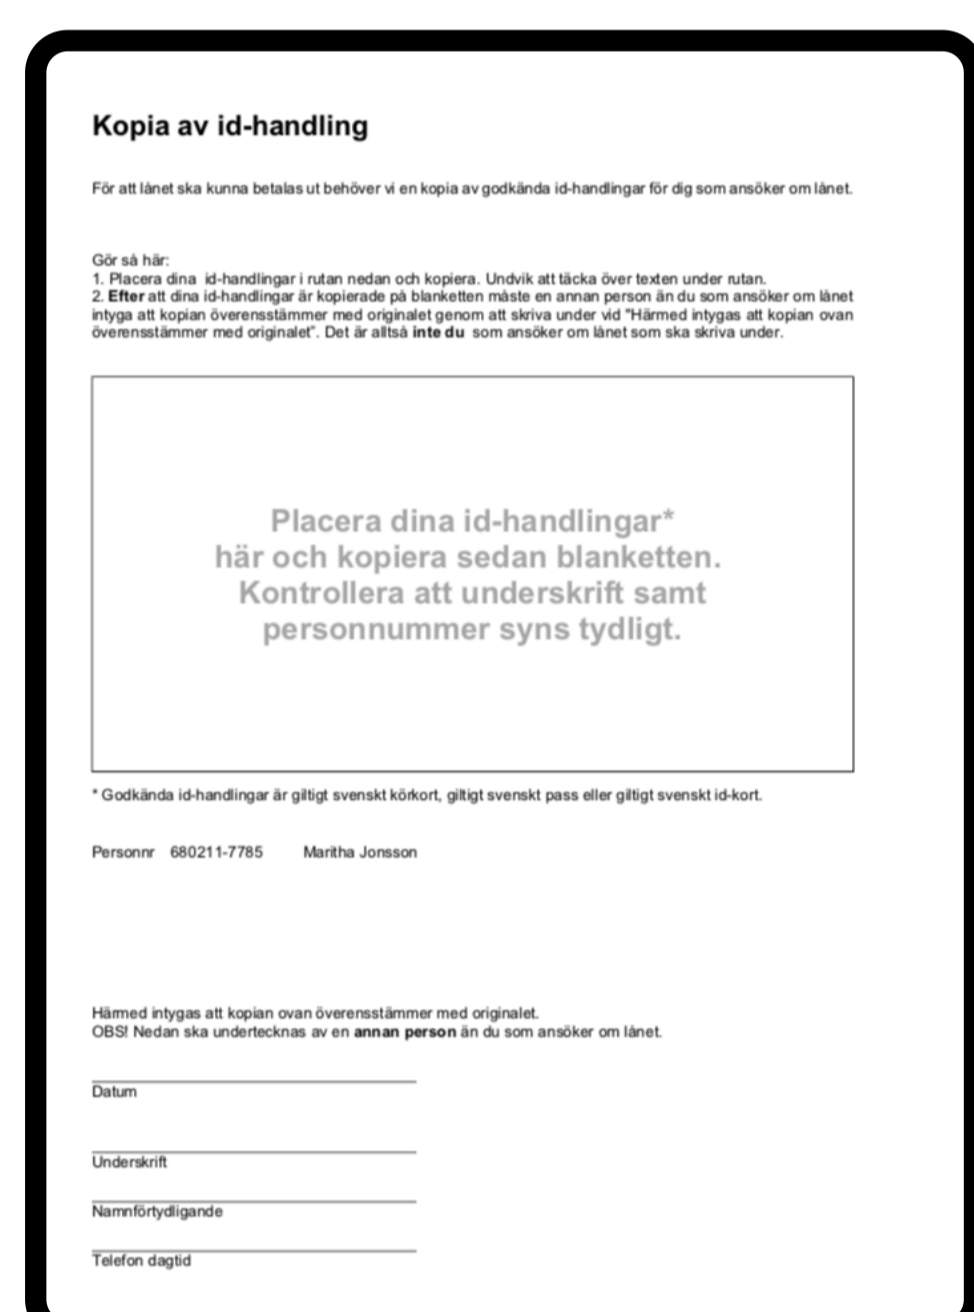 Kopia av id-handling
För att lånet ska kunna betalas ut behöver vi en kopia av godkända id-handlingar för dig som ansöker om lånet.
Gör så här:
1. Placera dina id-handlingar i rutan nedan och kopiera. Undvik att täcka över texten under rutan.
2. Efter att dina id-handlingar är kopierade på blanketten måste en annan person än du som ansöker om lånet
intyga att kopian överensstämmer med originalet genom att skriva under vid "Härmed intygas att kopian ovan
överensstämmer med originalet". Det är alltså inte du som ansöker om lånet som ska skriva under.
Placera dina id-handlingar*
här och kopiera sedan blanketten.
Kontrollera att underskrift samt
personnummer syns tydligt.
* Godkända id-handlingar är giltigt svenskt körkort, giltigt svenskt pass eller giltigt svenskt id-kort.
Personnr 680211-7785 Maritha Jonsson
Härmed intygas att kopian ovan överensstämmer med originalet.
OBS! Nedan ska undertecknas av en annan person än du som ansöker om lånet.
Datum
Underskrift
Namnförtydligande
Telefon dagtid